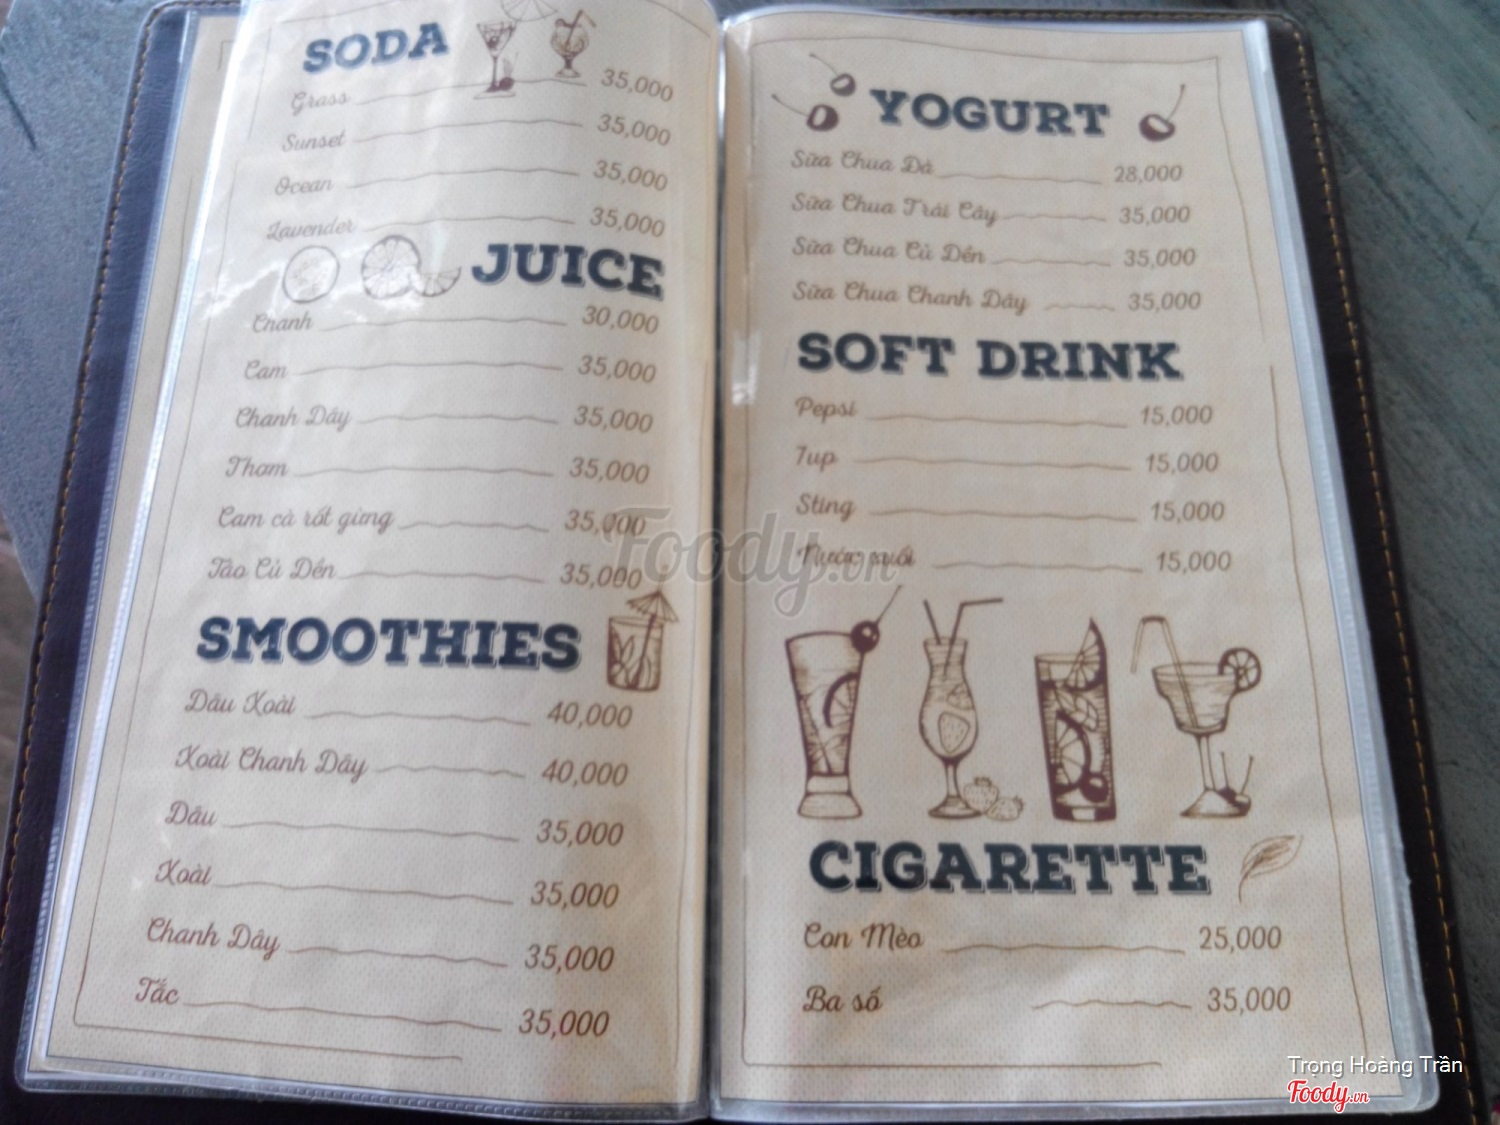 SODA
Grass 35,000
Sunset 35,000
Ocean 35,000
Lavender 35,000
JUICE
Chanh 30,000
Cam 35,000
Chanh Dây 35,000
Thơm 35,000
Cam cà rốt gừng 35,000
Táo Củ Dền 35,000
SMOOTHIES
Dâu Xoài 40,000
Xoài Chanh Dây 40,000
Dâu 35,000
Xoài 35,000
Chanh Dây 35,000
Tắc 35,000
YOGURT
Sữa Chua Đá 28,000
Sữa Chua Trái Cây 35,000
Sữa Chua Củ Dền 35,000
Sữa Chua Chanh Dây 35,000
SOFT DRINK
Pepsi 15,000
7up 15,000
Sting 15,000
Nước suối 15,000
CIGARETTE
Con Mèo 25,000
Ba số 35,000
Foody.vn
Trọng Hoàng Trần
Foody.vn